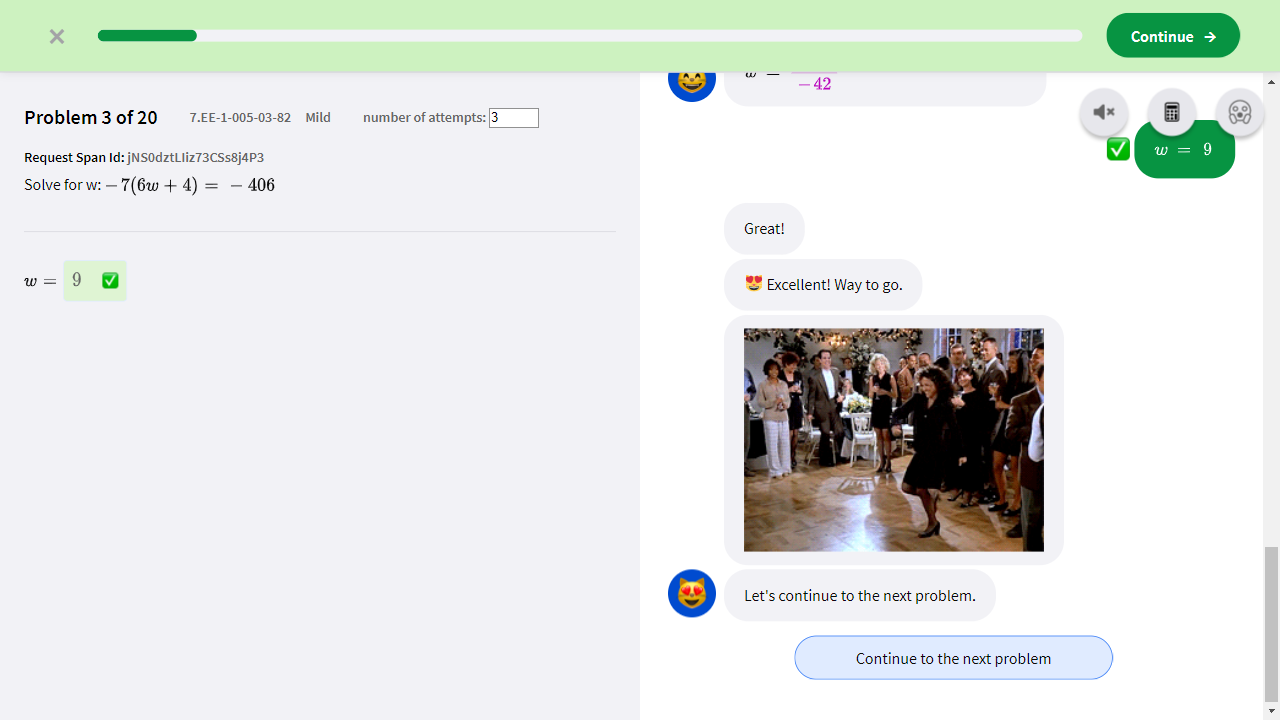 Continue →
Problem 3 of 20 7.EE-1-005-03-82 Mild number of attempts: 3
Request Span Id: jNS0dztLIiz73CSs8j4P3
Solve for w: −7(6w + 4) = −406
w = 9
−42
w = 9
Great!
Excellent! Way to go.
Let's continue to the next problem.
Continue to the next problem